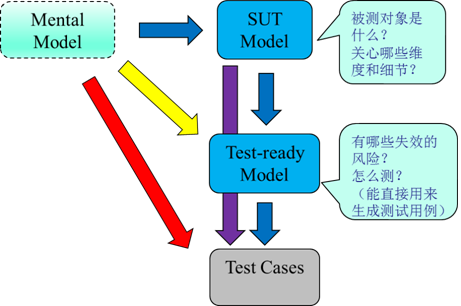 Mental
Model
SUT
Model
被测对象是
什么？
关心哪些维
度和细节？
Test-ready
Model
有哪些失效的
风险？
怎么测？
（能直接用来
生成测试用例）
Test Cases